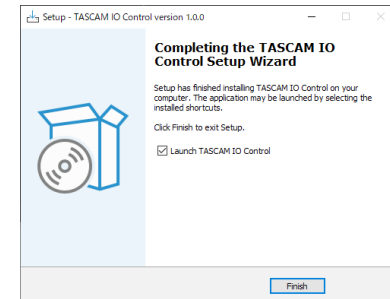 Setup - TASCAM IO Control version 1.0.0
Completing the TASCAM IO
Control Setup Wizard
Setup has finished installing TASCAM IO Control on your
computer. The application may be launched by selecting the
installed shortcuts.
Click Finish to exit Setup.
Launch TASCAM IO Control
Finish